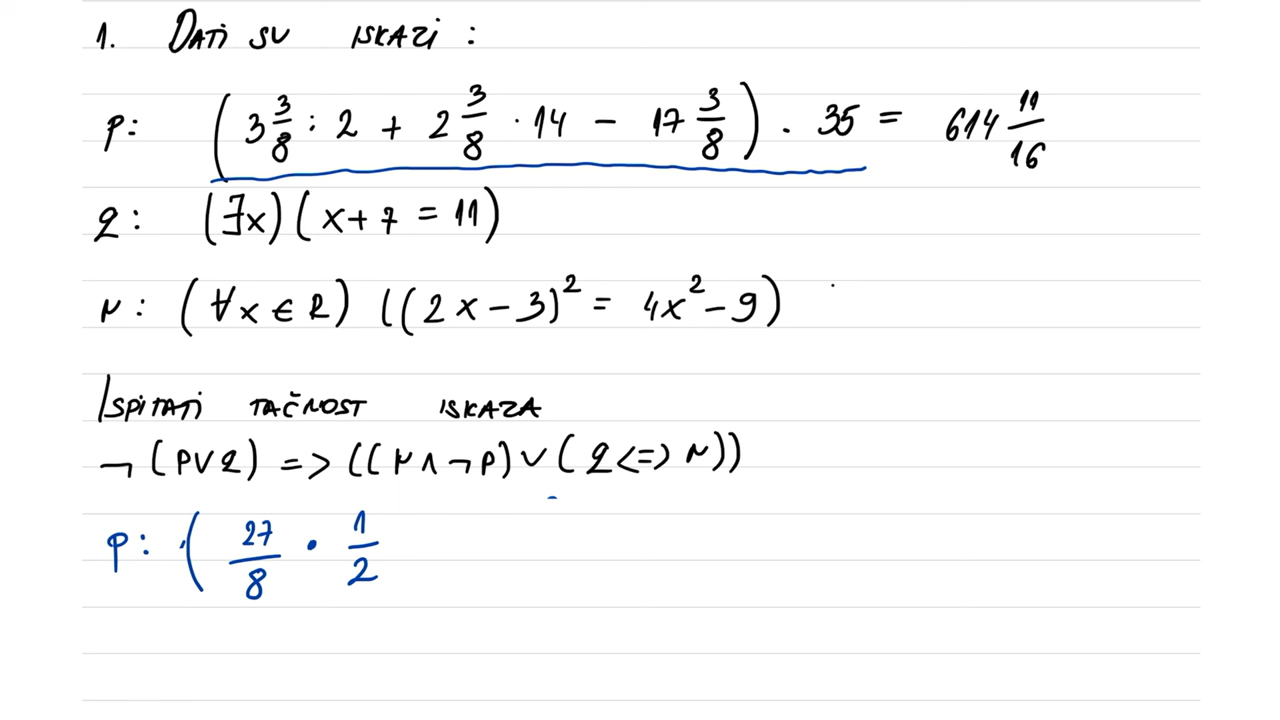 1. DATI SU ISKAZI :
p: (3 3/8 : 2 + 2 3/8 · 14 − 17 3/8) · 35 = 614 11/16
q: (∃x)(x+7 = 11)
r: (∀x ∈ R) ((2x−3)² = 4x²−9)
ISPITATI TAČNOST ISKAZA
¬(p∨q) => ((r∧¬p)∨(q<=>r))
p: (27/8 · 1/2